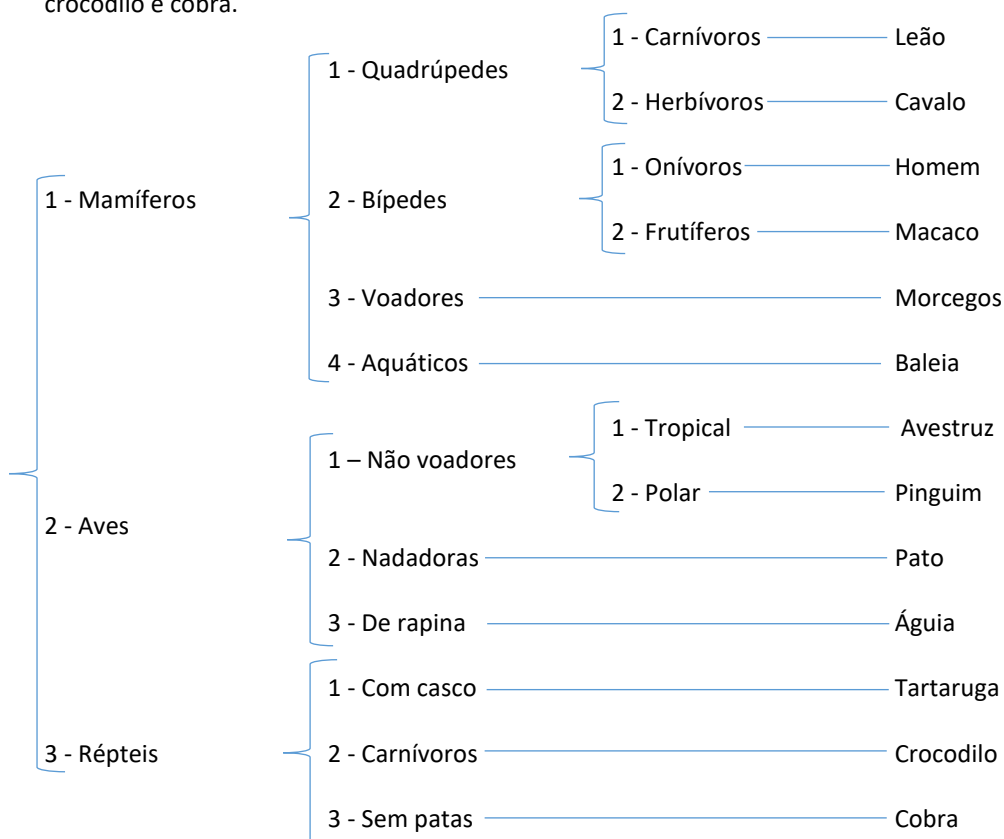 crocodilo e cobra.
1 - Carnívoros Leão
1 - Quadrúpedes
2 - Herbívoros Cavalo
1 - Onívoros Homem
1 - Mamíferos 2 - Bípedes
2 - Frutíferos Macaco
3 - Voadores Morcegos
4 - Aquáticos Baleia
1 - Tropical Avestruz
1 – Não voadores
2 - Polar Pinguim
2 - Aves
2 - Nadadoras Pato
3 - De rapina Águia
1 - Com casco Tartaruga
3 - Répteis 2 - Carnívoros Crocodilo
3 - Sem patas Cobra